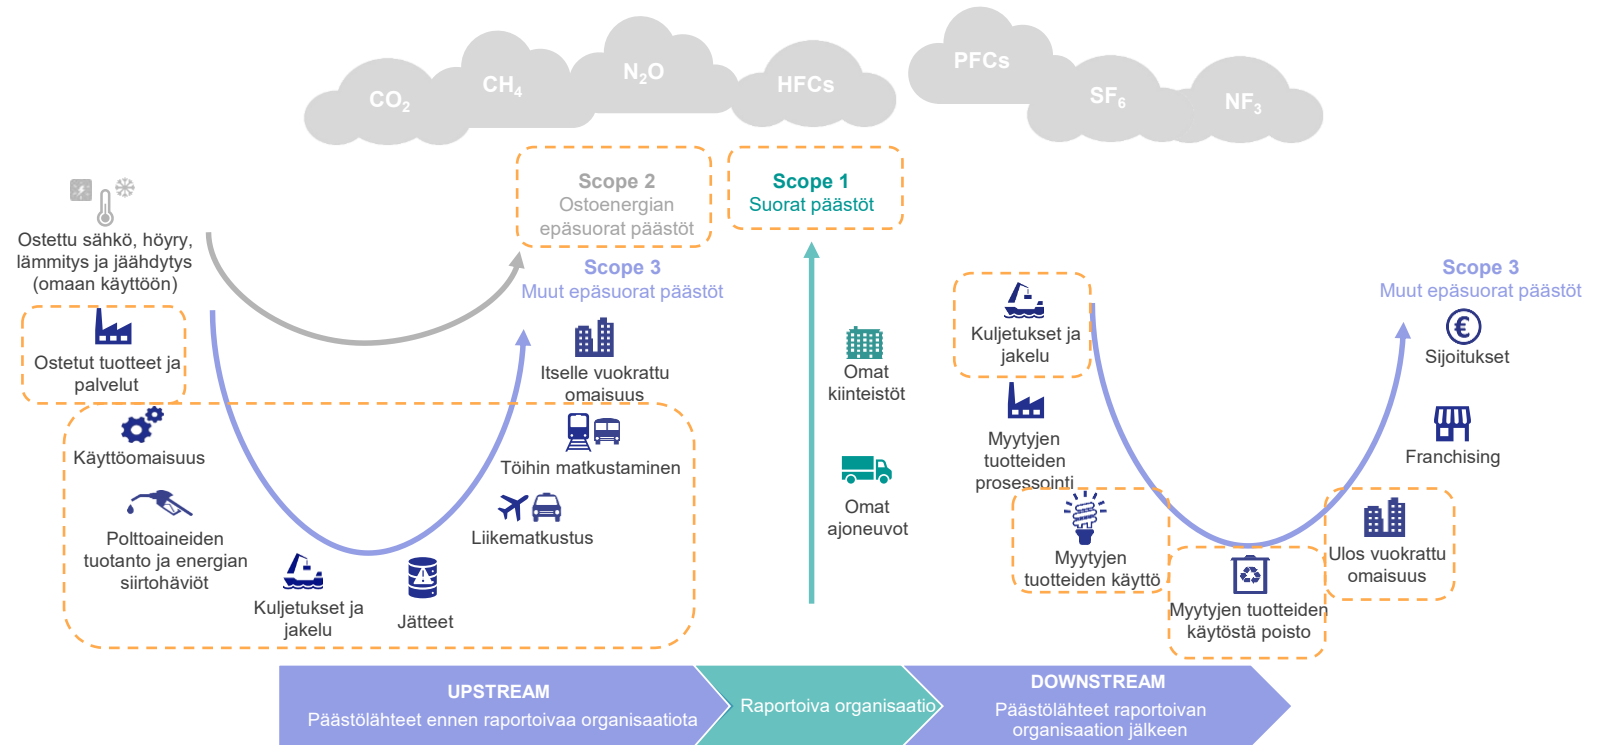 CO2
CH4
N2O
HFCs
PFCs
SF6
NF3
Scope 2
Ostoenergian
epäsuorat päästöt
Scope 1
Suorat päästöt
Ostettu sähkö, höyry,
lämmitys ja jäähdytys
(omaan käyttöön)
Scope 3
Muut epäsuorat päästöt
Ostetut tuotteet ja
palvelut
Käyttöomaisuus
Polttoaineiden
tuotanto ja energian
siirtohäviöt
Kuljetukset ja
jakelu
Jätteet
Liikematkustus
Töihin matkustaminen
Itselle vuokrattu
omaisuus
Omat
kiinteistöt
Omat
ajoneuvot
Kuljetukset ja
jakelu
Myytyjen
tuotteiden
prosessointi
Myytyjen
tuotteiden käyttö
Myytyjen tuotteiden
käytöstä poisto
Ulos vuokrattu
omaisuus
Franchising
Scope 3
Muut epäsuorat päästöt
€
Sijoitukset
UPSTREAM
Päästölähteet ennen raportoivaa organisaatiota
Raportoiva organisaatio
DOWNSTREAM
Päästölähteet raportoivan
organisaation jälkeen